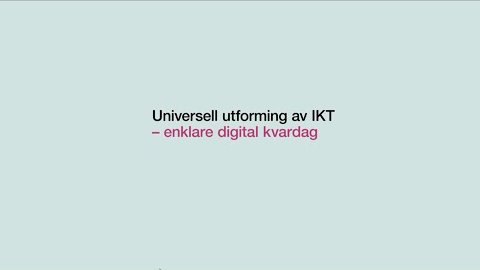 Universell utforming av IKT
– enklare digital kvardag